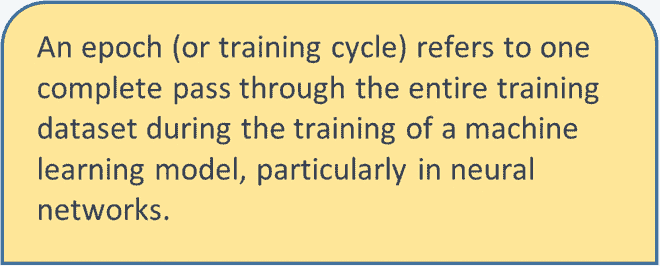 An epoch (or training cycle) refers to one
complete pass through the entire training
dataset during the training of a machine
learning model, particularly in neural
networks.